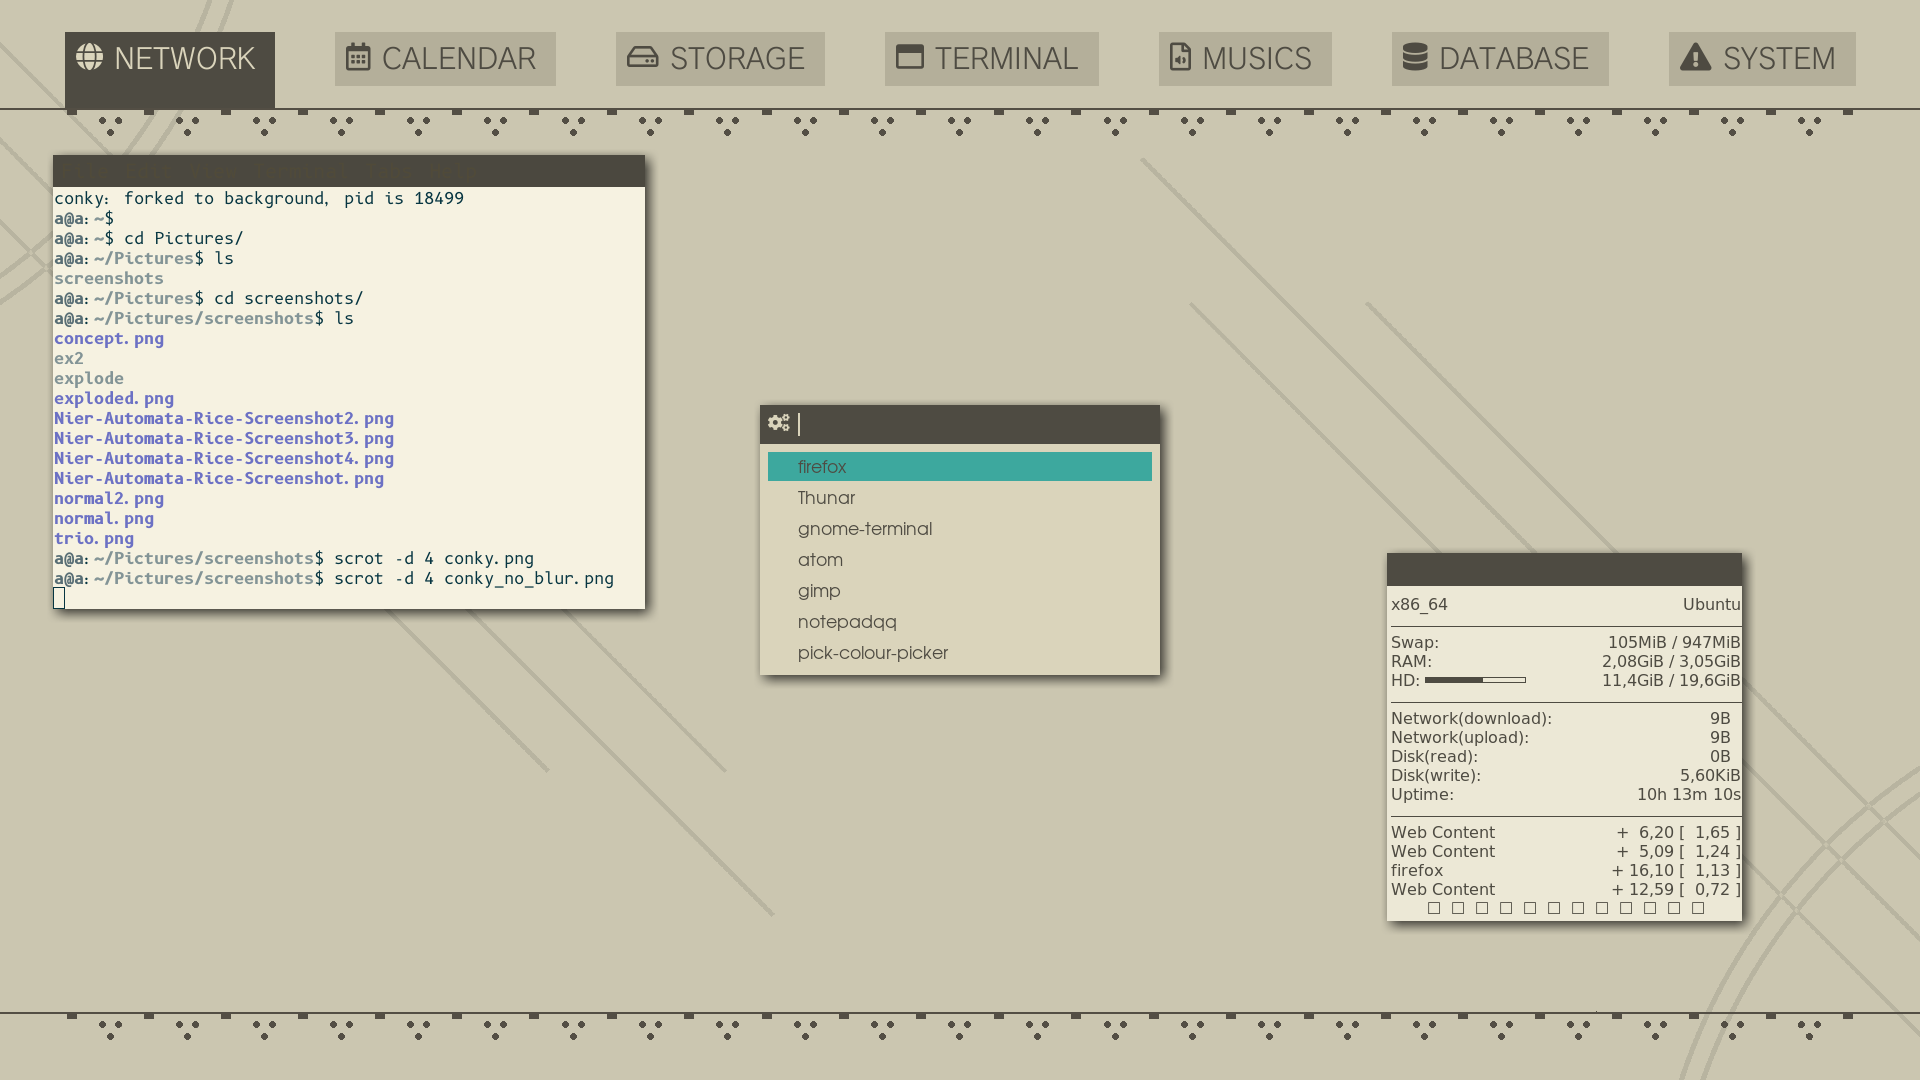 NETWORK CALENDAR STORAGE TERMINAL MUSICS DATABASE SYSTEM
conky: forked to background, pid is 18499
a@a:~$
a@a:~$ cd Pictures/
a@a:~/Pictures$ ls
screenshots
a@a:~/Pictures$ cd screenshots/
a@a:~/Pictures/screenshots$ ls
concept.png
ex2
explode
exploded.png
Nier-Automata-Rice-Screenshot2.png
Nier-Automata-Rice-Screenshot3.png
Nier-Automata-Rice-Screenshot4.png
Nier-Automata-Rice-Screenshot.png
normal2.png
normal.png
trio.png
a@a:~/Pictures/screenshots$ scrot -d 4 conky.png
a@a:~/Pictures/screenshots$ scrot -d 4 conky_no_blur.png
firefox
Thunar
gnome-terminal
atom
gimp
notepadqq
pick-colour-picker
x86_64 Ubuntu
Swap: 105MiB / 947MiB
RAM: 2,08GiB / 3,05GiB
HD: 11,4GiB / 19,6GiB
Network(download): 9B
Network(upload): 9B
Disk(read): 0B
Disk(write): 5,60KiB
Uptime: 10h 13m 10s
Web Content + 6,20 [ 1,65 ]
Web Content + 5,09 [ 1,24 ]
firefox + 16,10 [ 1,13 ]
Web Content + 12,59 [ 0,72 ]